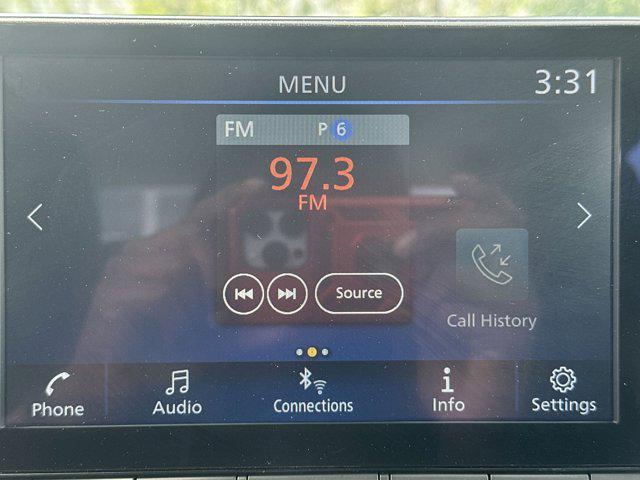 MENU 3:31
FM P 6
97.3
FM
Source
Call History
Phone Audio Connections Info Settings